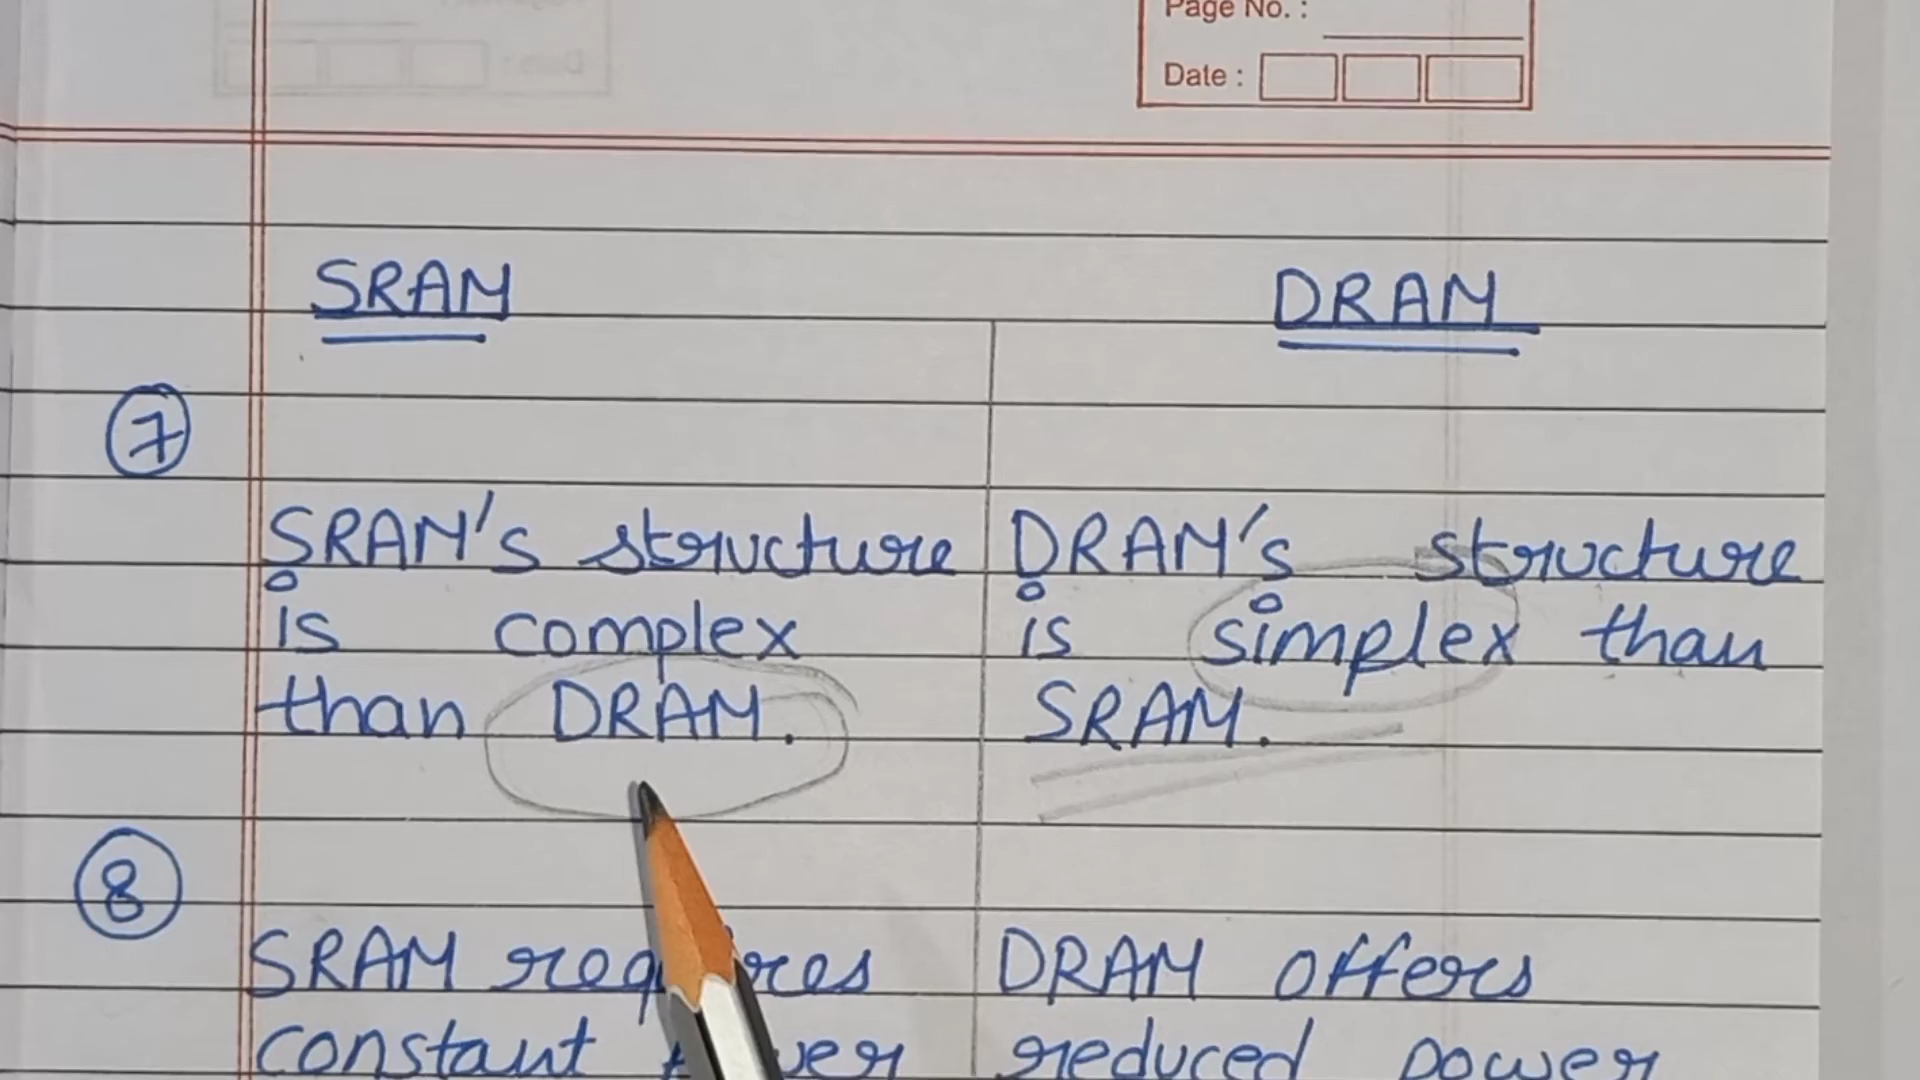 Page No. :
Date :
SRAM DRAM
7
SRAM's structure DRAM's structure
is complex is simplex than
than DRAM. SRAM.
8
SRAM DRAM offers
constant reduced power